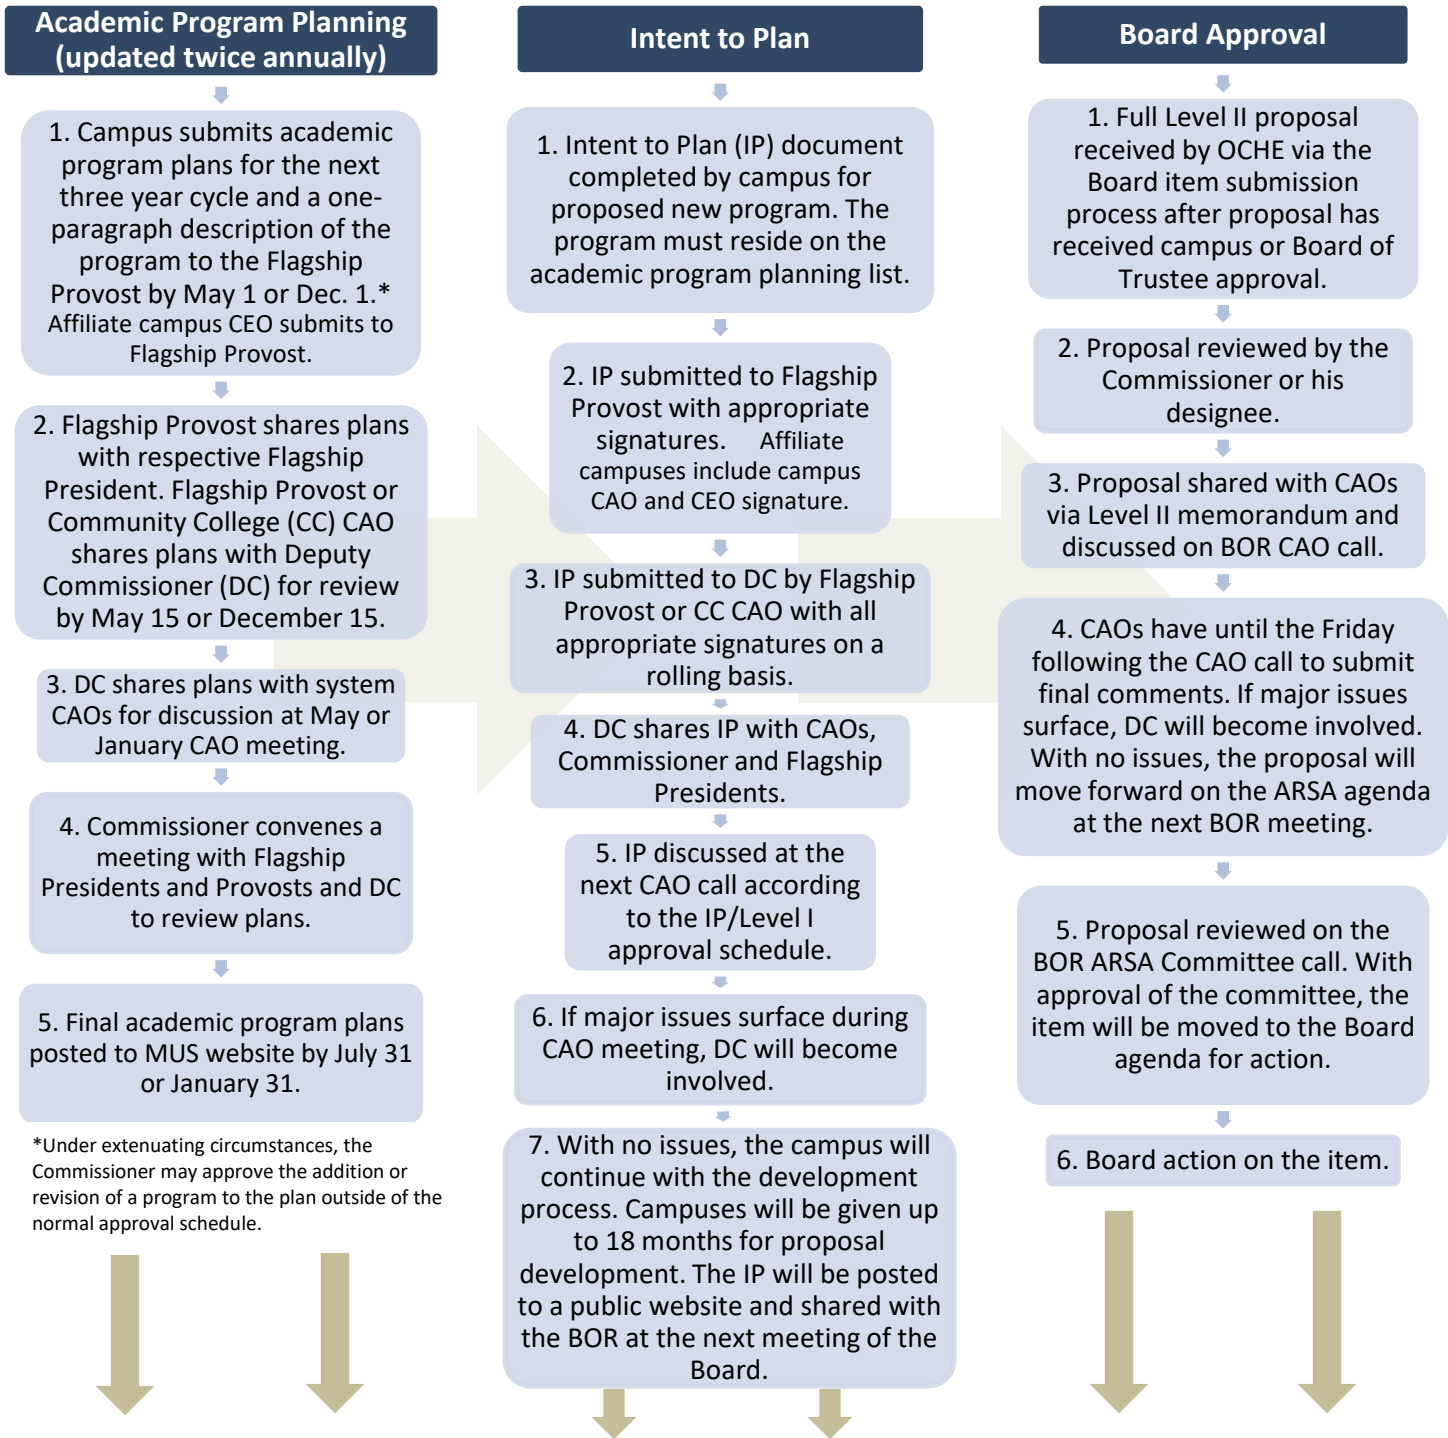 Academic Program Planning
(updated twice annually)
1. Campus submits academic
program plans for the next
three year cycle and a one-
paragraph description of the
program to the Flagship
Provost by May 1 or Dec. 1.*
Affiliate campus CEO submits to
Flagship Provost.
2. Flagship Provost shares plans
with respective Flagship
President. Flagship Provost or
Community College (CC) CAO
shares plans with Deputy
Commissioner (DC) for review
by May 15 or December 15.
3. DC shares plans with system
CAOs for discussion at May or
January CAO meeting.
4. Commissioner convenes a
meeting with Flagship
Presidents and Provosts and DC
to review plans.
5. Final academic program plans
posted to MUS website by July 31
or January 31.
*Under extenuating circumstances, the
Commissioner may approve the addition or
revision of a program to the plan outside of the
normal approval schedule.
Intent to Plan
1. Intent to Plan (IP) document
completed by campus for
proposed new program. The
program must reside on the
academic program planning list.
2. IP submitted to Flagship
Provost with appropriate
signatures. Affiliate
campuses include campus
CAO and CEO signature.
3. IP submitted to DC by Flagship
Provost or CC CAO with all
appropriate signatures on a
rolling basis.
4. DC shares IP with CAOs,
Commissioner and Flagship
Presidents.
5. IP discussed at the
next CAO call according
to the IP/Level I
approval schedule.
6. If major issues surface during
CAO meeting, DC will become
involved.
7. With no issues, the campus will
continue with the development
process. Campuses will be given up
to 18 months for proposal
development. The IP will be posted
to a public website and shared with
the BOR at the next meeting of the
Board.
Board Approval
1. Full Level II proposal
received by OCHE via the
Board item submission
process after proposal has
received campus or Board of
Trustee approval.
2. Proposal reviewed by the
Commissioner or his
designee.
3. Proposal shared with CAOs
via Level II memorandum and
discussed on BOR CAO call.
4. CAOs have until the Friday
following the CAO call to submit
final comments. If major issues
surface, DC will become involved.
With no issues, the proposal will
move forward on the ARSA agenda
at the next BOR meeting.
5. Proposal reviewed on the
BOR ARSA Committee call. With
approval of the committee, the
item will be moved to the Board
agenda for action.
6. Board action on the item.